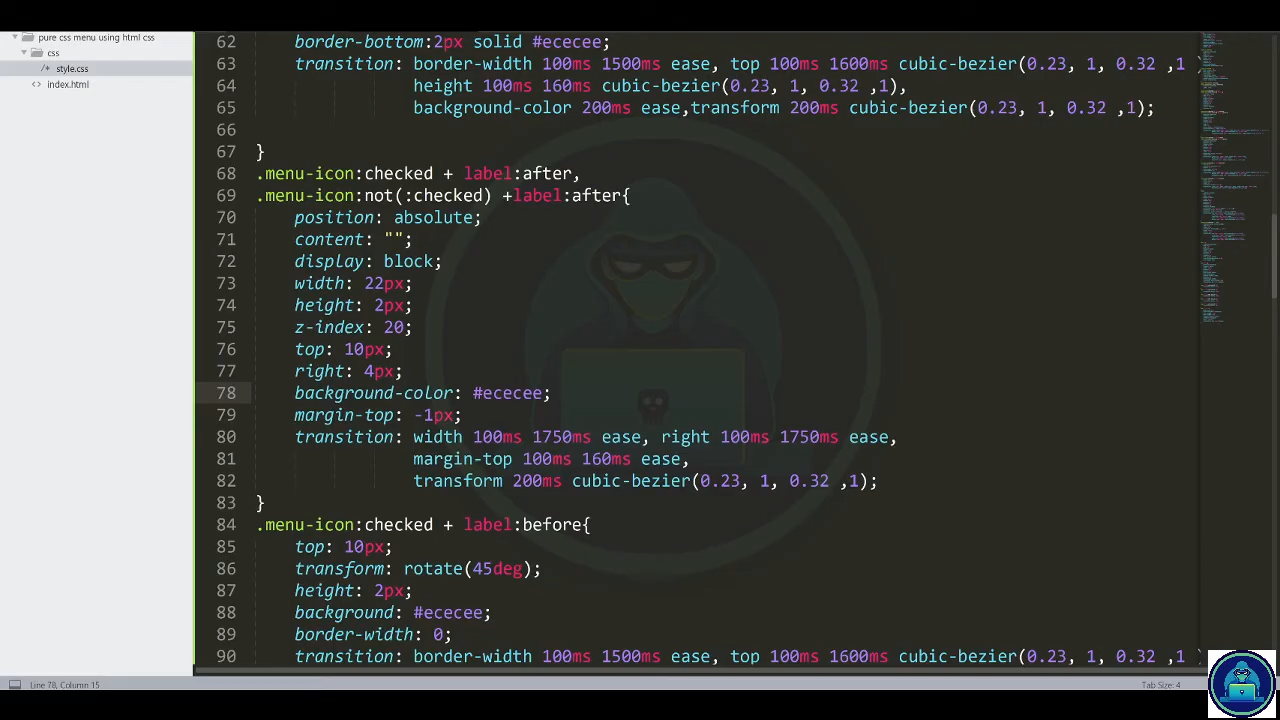 pure css menu using html css
css
/* style.css
<> index.html
62 border-bottom:2px solid #ececee;
63 transition: border-width 100ms 1500ms ease, top 100ms 1600ms cubic-bezier(0.23, 1, 0.32 ,1
64 height 100ms 160ms cubic-bezier(0.23, 1, 0.32 ,1),
65 background-color 200ms ease,transform 200ms cubic-bezier(0.23, 1, 0.32 ,1);
66
67 }
68 .menu-icon:checked + label:after,
69 .menu-icon:not(:checked) +label:after{
70 position: absolute;
71 content: "";
72 display: block;
73 width: 22px;
74 height: 2px;
75 z-index: 20;
76 top: 10px;
77 right: 4px;
78 background-color: #ececee;
79 margin-top: -1px;
80 transition: width 100ms 1750ms ease, right 100ms 1750ms ease,
81 margin-top 100ms 160ms ease,
82 transform 200ms cubic-bezier(0.23, 1, 0.32 ,1);
83 }
84 .menu-icon:checked + label:before{
85 top: 10px;
86 transform: rotate(45deg);
87 height: 2px;
88 background: #ececee;
89 border-width: 0;
90 transition: border-width 100ms 1500ms ease, top 100ms 1600ms cubic-bezier(0.23, 1, 0.32 ,1
Line 78, Column 15
Tab Size: 4